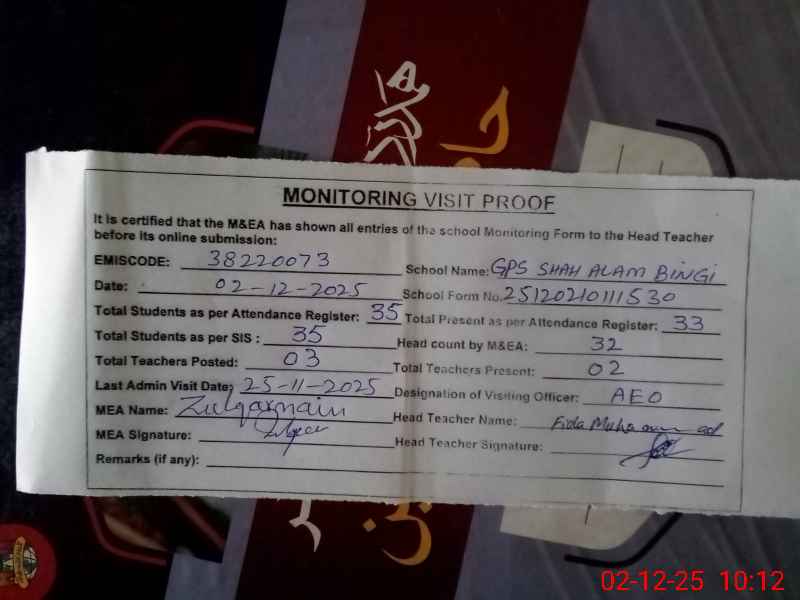 MONITORING VISIT PROOF
It is certified that the M&EA has shown all entries of the school Monitoring Form to the Head Teacher
before its online submission:
EMISCODE: 38220073 School Name: GPS SHAH ALAM BINGI
Date: 02-12-2025 School Form No. 25120210111530
Total Students as per Attendance Register: 35 Total Present as per Attendance Register: 33
Total Students as per SIS : 35 Head count by M&EA: 32
Total Teachers Posted: 03 Total Teachers Present: 02
Last Admin Visit Date: 25-11-2025 Designation of Visiting Officer: AEO
MEA Name: Zulqarnain Head Teacher Name: Fida Muhammad
MEA Signature: Head Teacher Signature:
Remarks (if any):
02-12-25 10:12